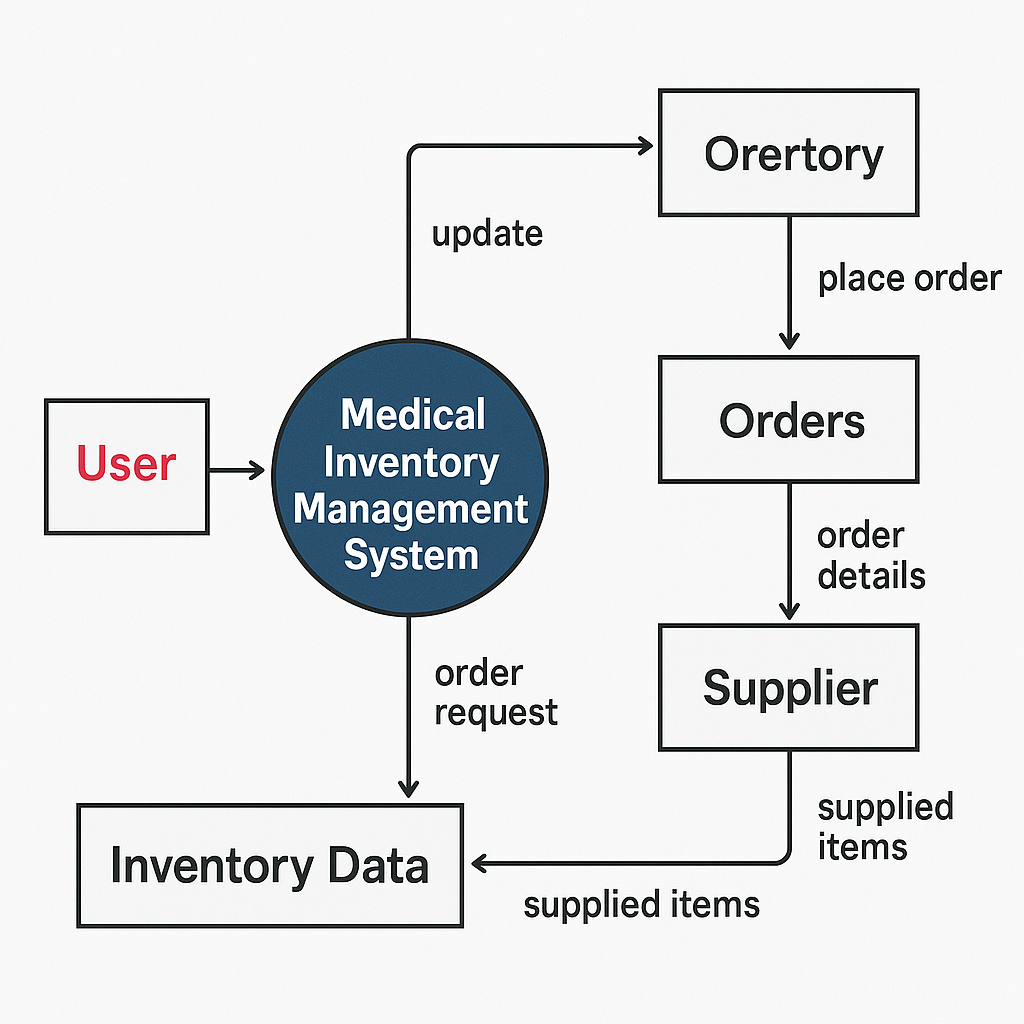 Orertory
update
place order
User
Medical
Inventory
Management
System
Orders
order
details
order
request
Supplier
supplied
items
Inventory Data
supplied items